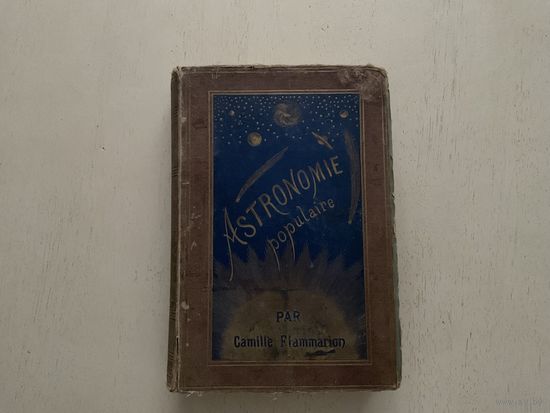 ASTRONOMIE
populaire
PAR
Camille Flammarion